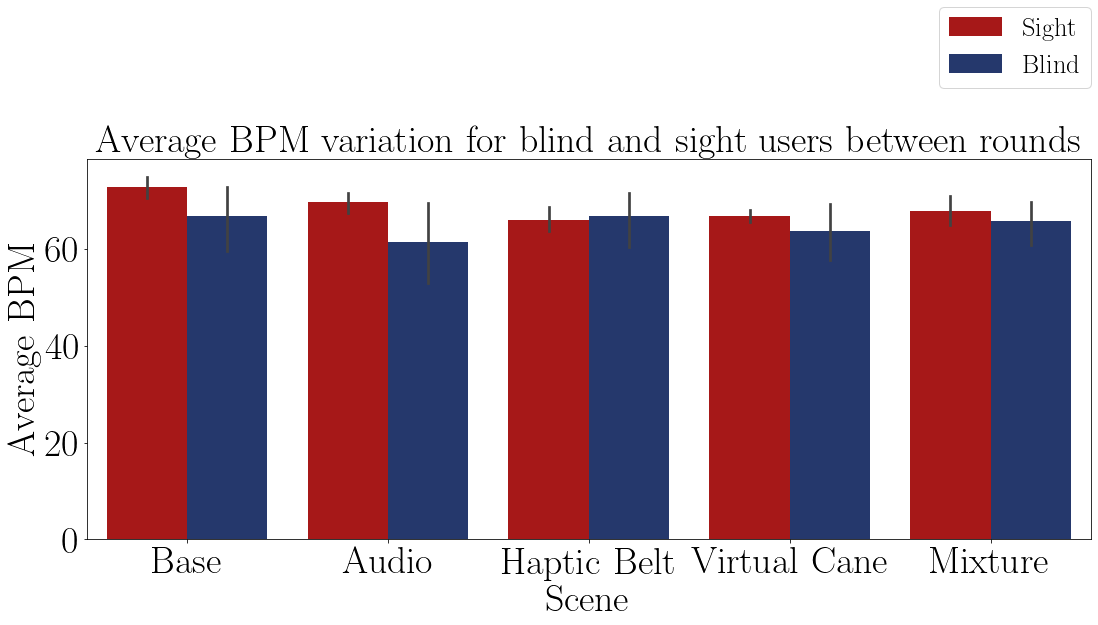 Sight
Blind
Average BPM variation for blind and sight users between rounds
Average BPM
60
40
20
0
Base Audio Haptic Belt Virtual Cane Mixture
Scene